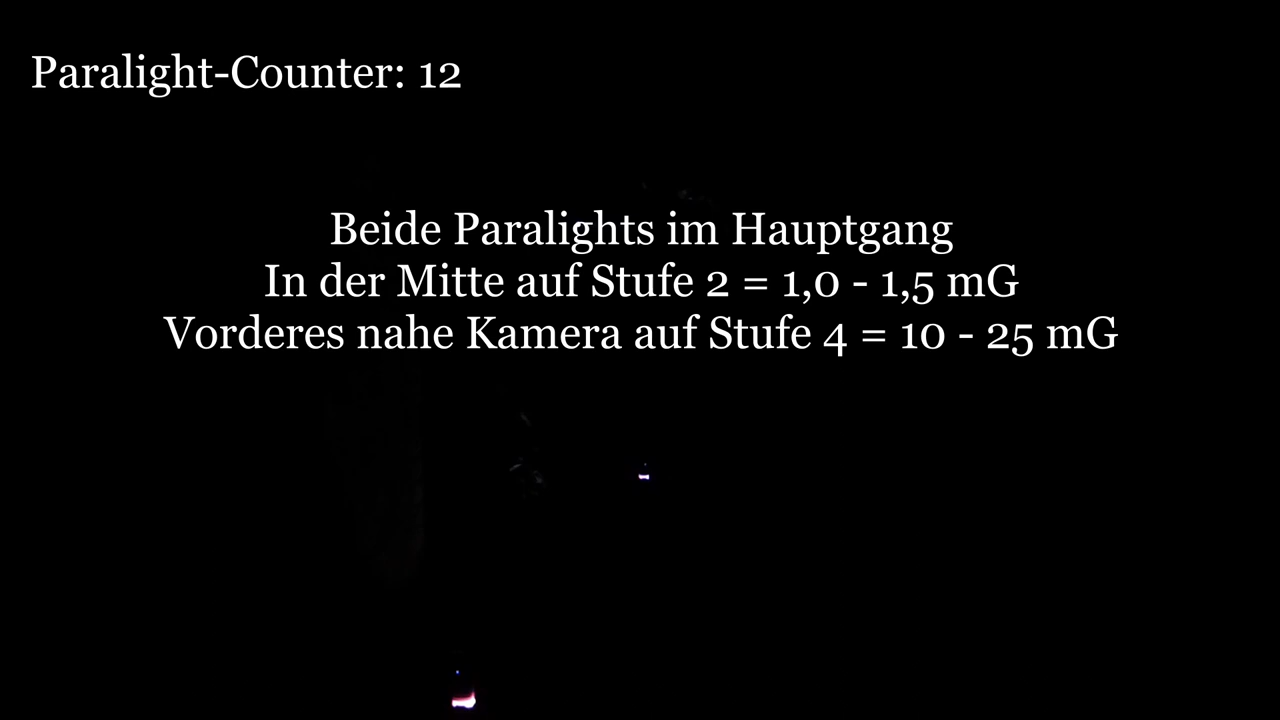 Paralight-Counter: 12
Beide Paralights im Hauptgang
In der Mitte auf Stufe 2 = 1,0 - 1,5 mG
Vorderes nahe Kamera auf Stufe 4 = 10 - 25 mG